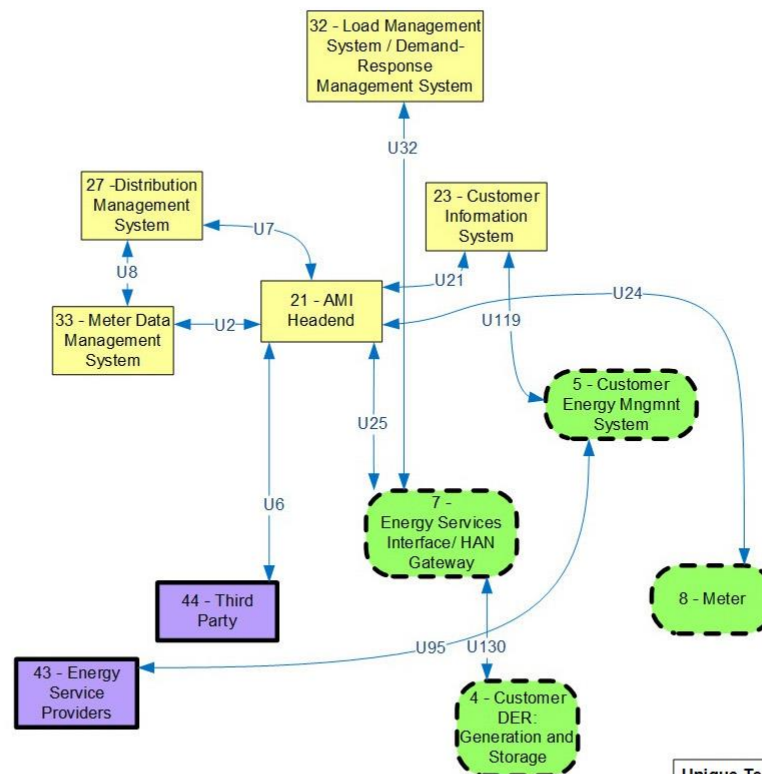 32 - Load Management
System / Demand-
Response
Management System
U32
27 -Distribution
Management
System
23 - Customer
Information
System
U7
U8
U21
21 - AMI
Headend
U24
33 - Meter Data
Management
System
U2
U119
5 - Customer
Energy Mngmnt
System
U25
U6
7 -
Energy Services
Interface/ HAN
Gateway
44 - Third
Party
8 - Meter
U95
U130
43 - Energy
Service
Providers
4 - Customer
DER:
Generation and
Storage
Unique Te